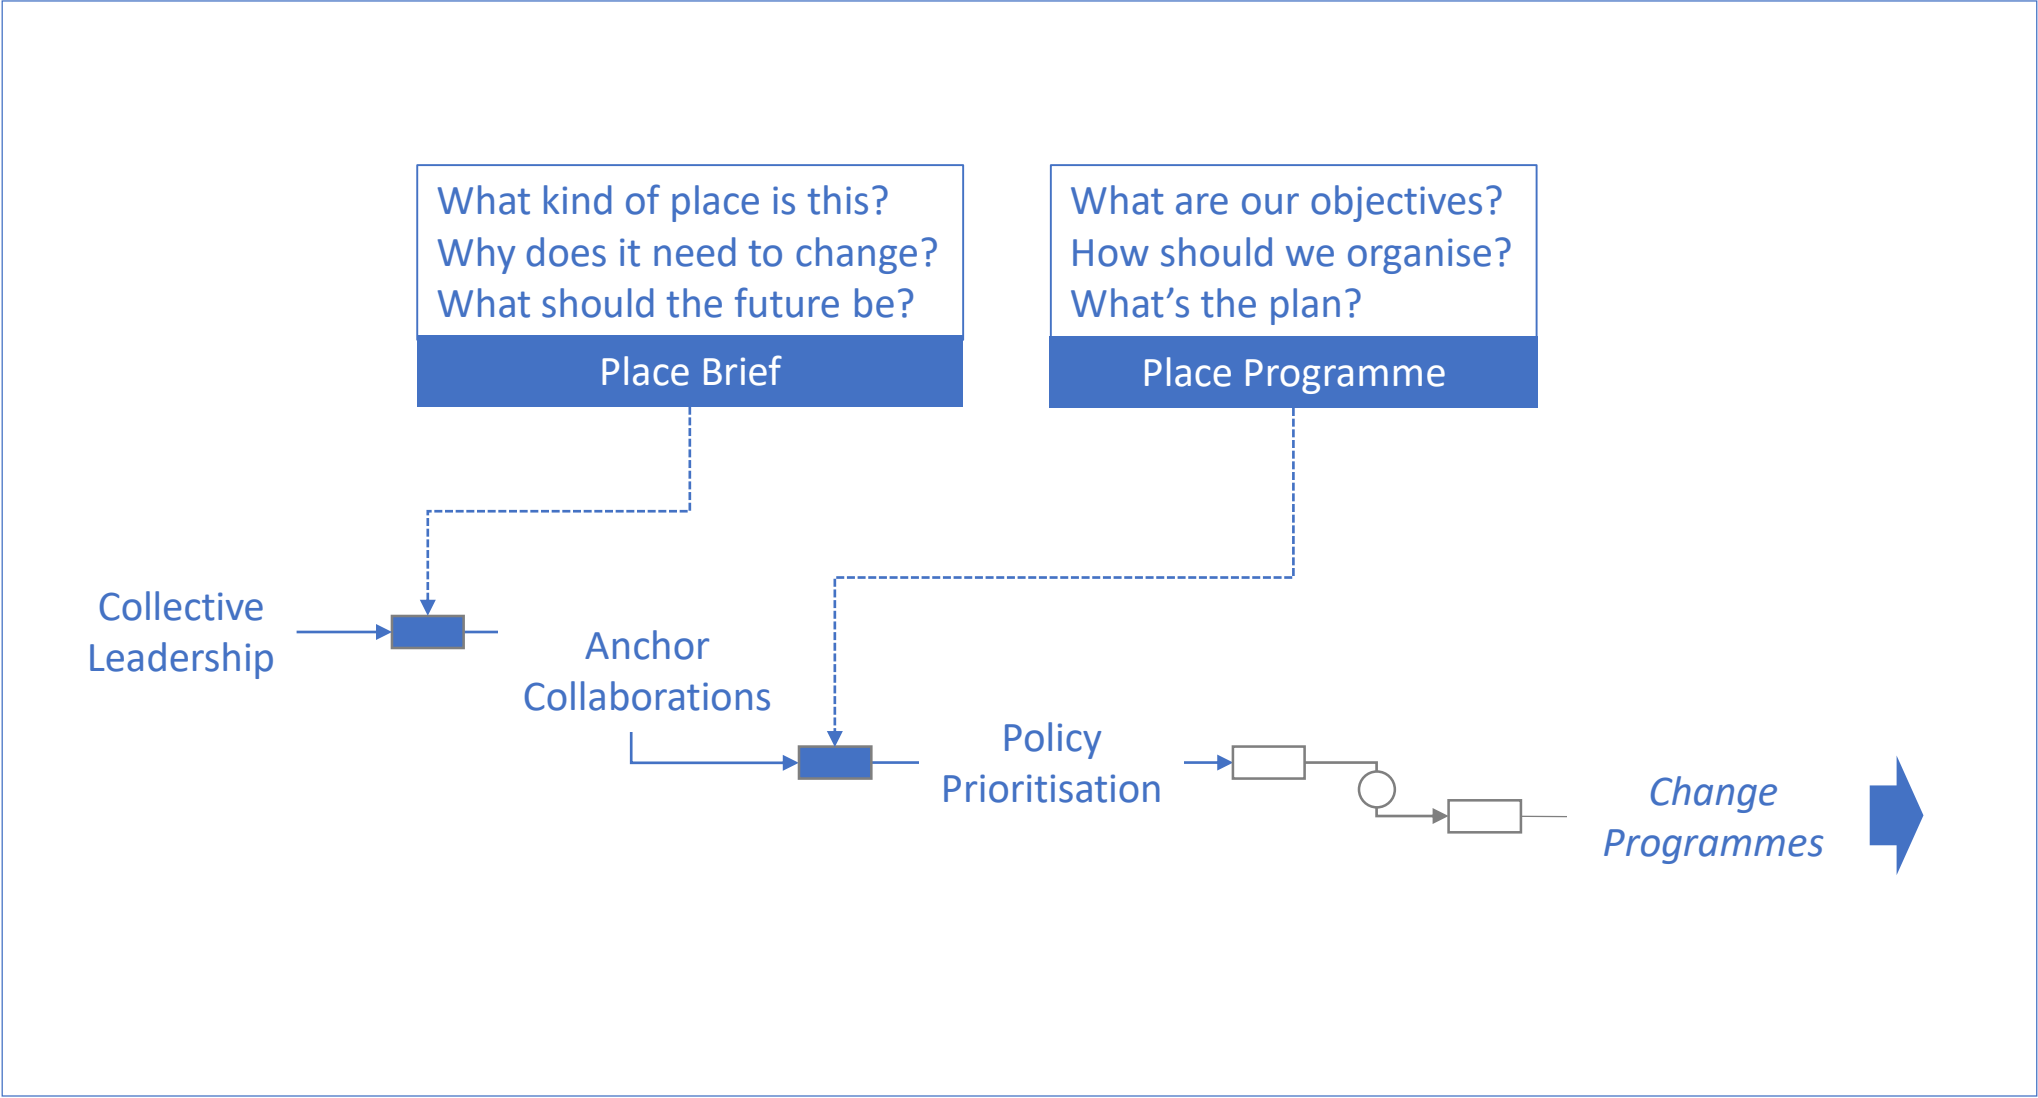 What kind of place is this?
Why does it need to change?
What should the future be?
Place Brief
What are our objectives?
How should we organise?
What’s the plan?
Place Programme
Collective
Leadership
Anchor
Collaborations
Policy
Prioritisation
Change
Programmes